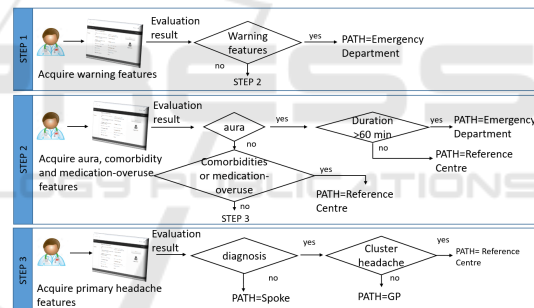 STEP 1
Acquire warning features
Evaluation
result
Warning
features
yes
PATH=Emergency
Department
no
STEP 2
STEP 2
Acquire aura, comorbidity
and medication-overuse
features
Evaluation
result
aura
yes
Duration
>60 min
yes
PATH=Emergency
Department
no
PATH=Reference
Centre
no
Comorbidities
or medication-
overuse
yes
PATH=Reference
Centre
no
STEP 3
STEP 3
Acquire primary headache
features
Evaluation
result
diagnosis
yes
Cluster
headache
yes
PATH= Reference
Centre
no
PATH=Spoke
no
PATH=GP